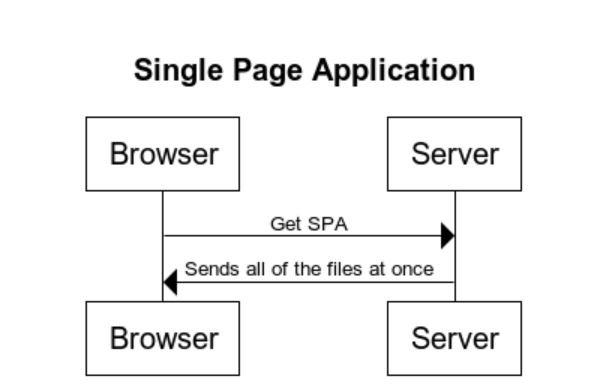 Single Page Application
Browser
Server
Get SPA
Sends all of the files at once
Browser
Server